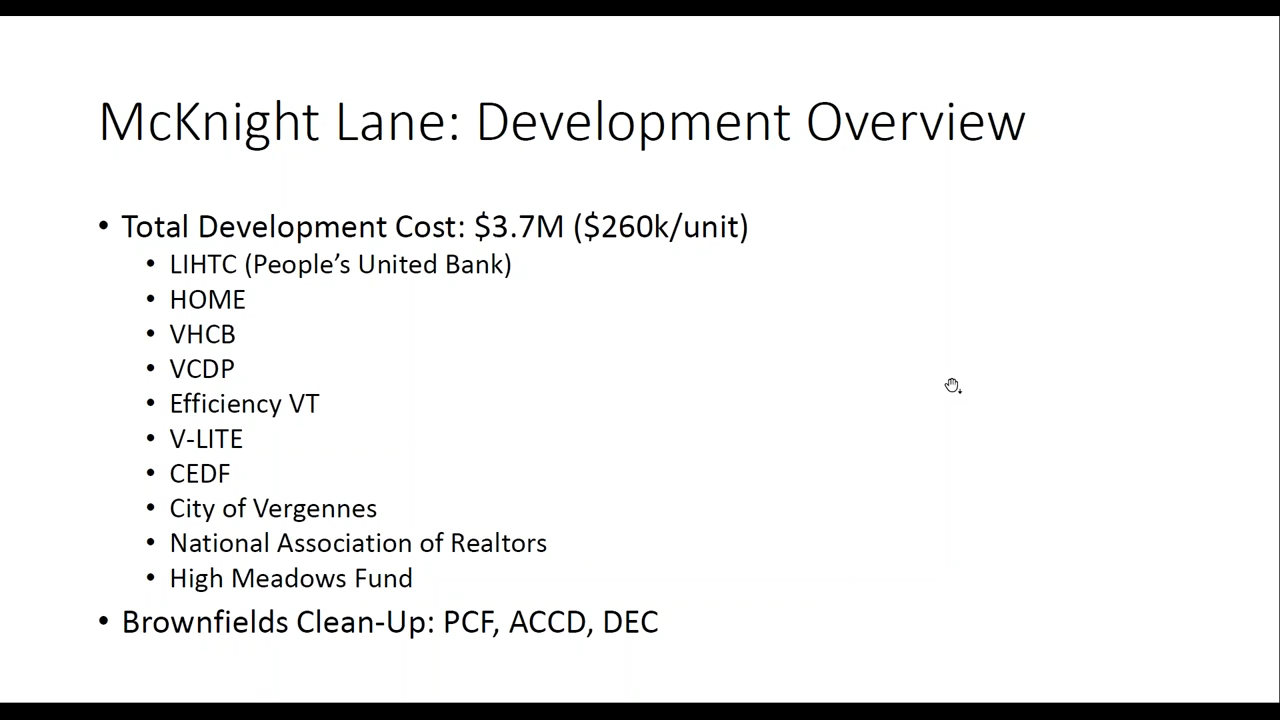 McKnight Lane: Development Overview
• Total Development Cost: $3.7M ($260k/unit)
• LIHTC (People’s United Bank)
• HOME
• VHCB
• VCDP
• Efficiency VT
• V-LITE
• CEDF
• City of Vergennes
• National Association of Realtors
• High Meadows Fund
• Brownfields Clean-Up: PCF, ACCD, DEC